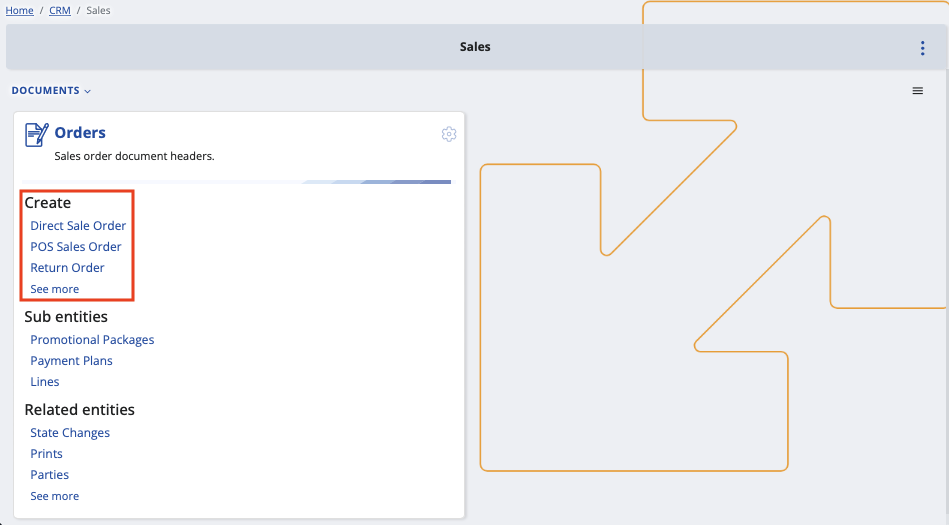 Home / CRM / Sales
Sales
DOCUMENTS
Orders
Sales order document headers.
Create
Direct Sale Order
POS Sales Order
Return Order
See more
Sub entities
Promotional Packages
Payment Plans
Lines
Related entities
State Changes
Prints
Parties
See more